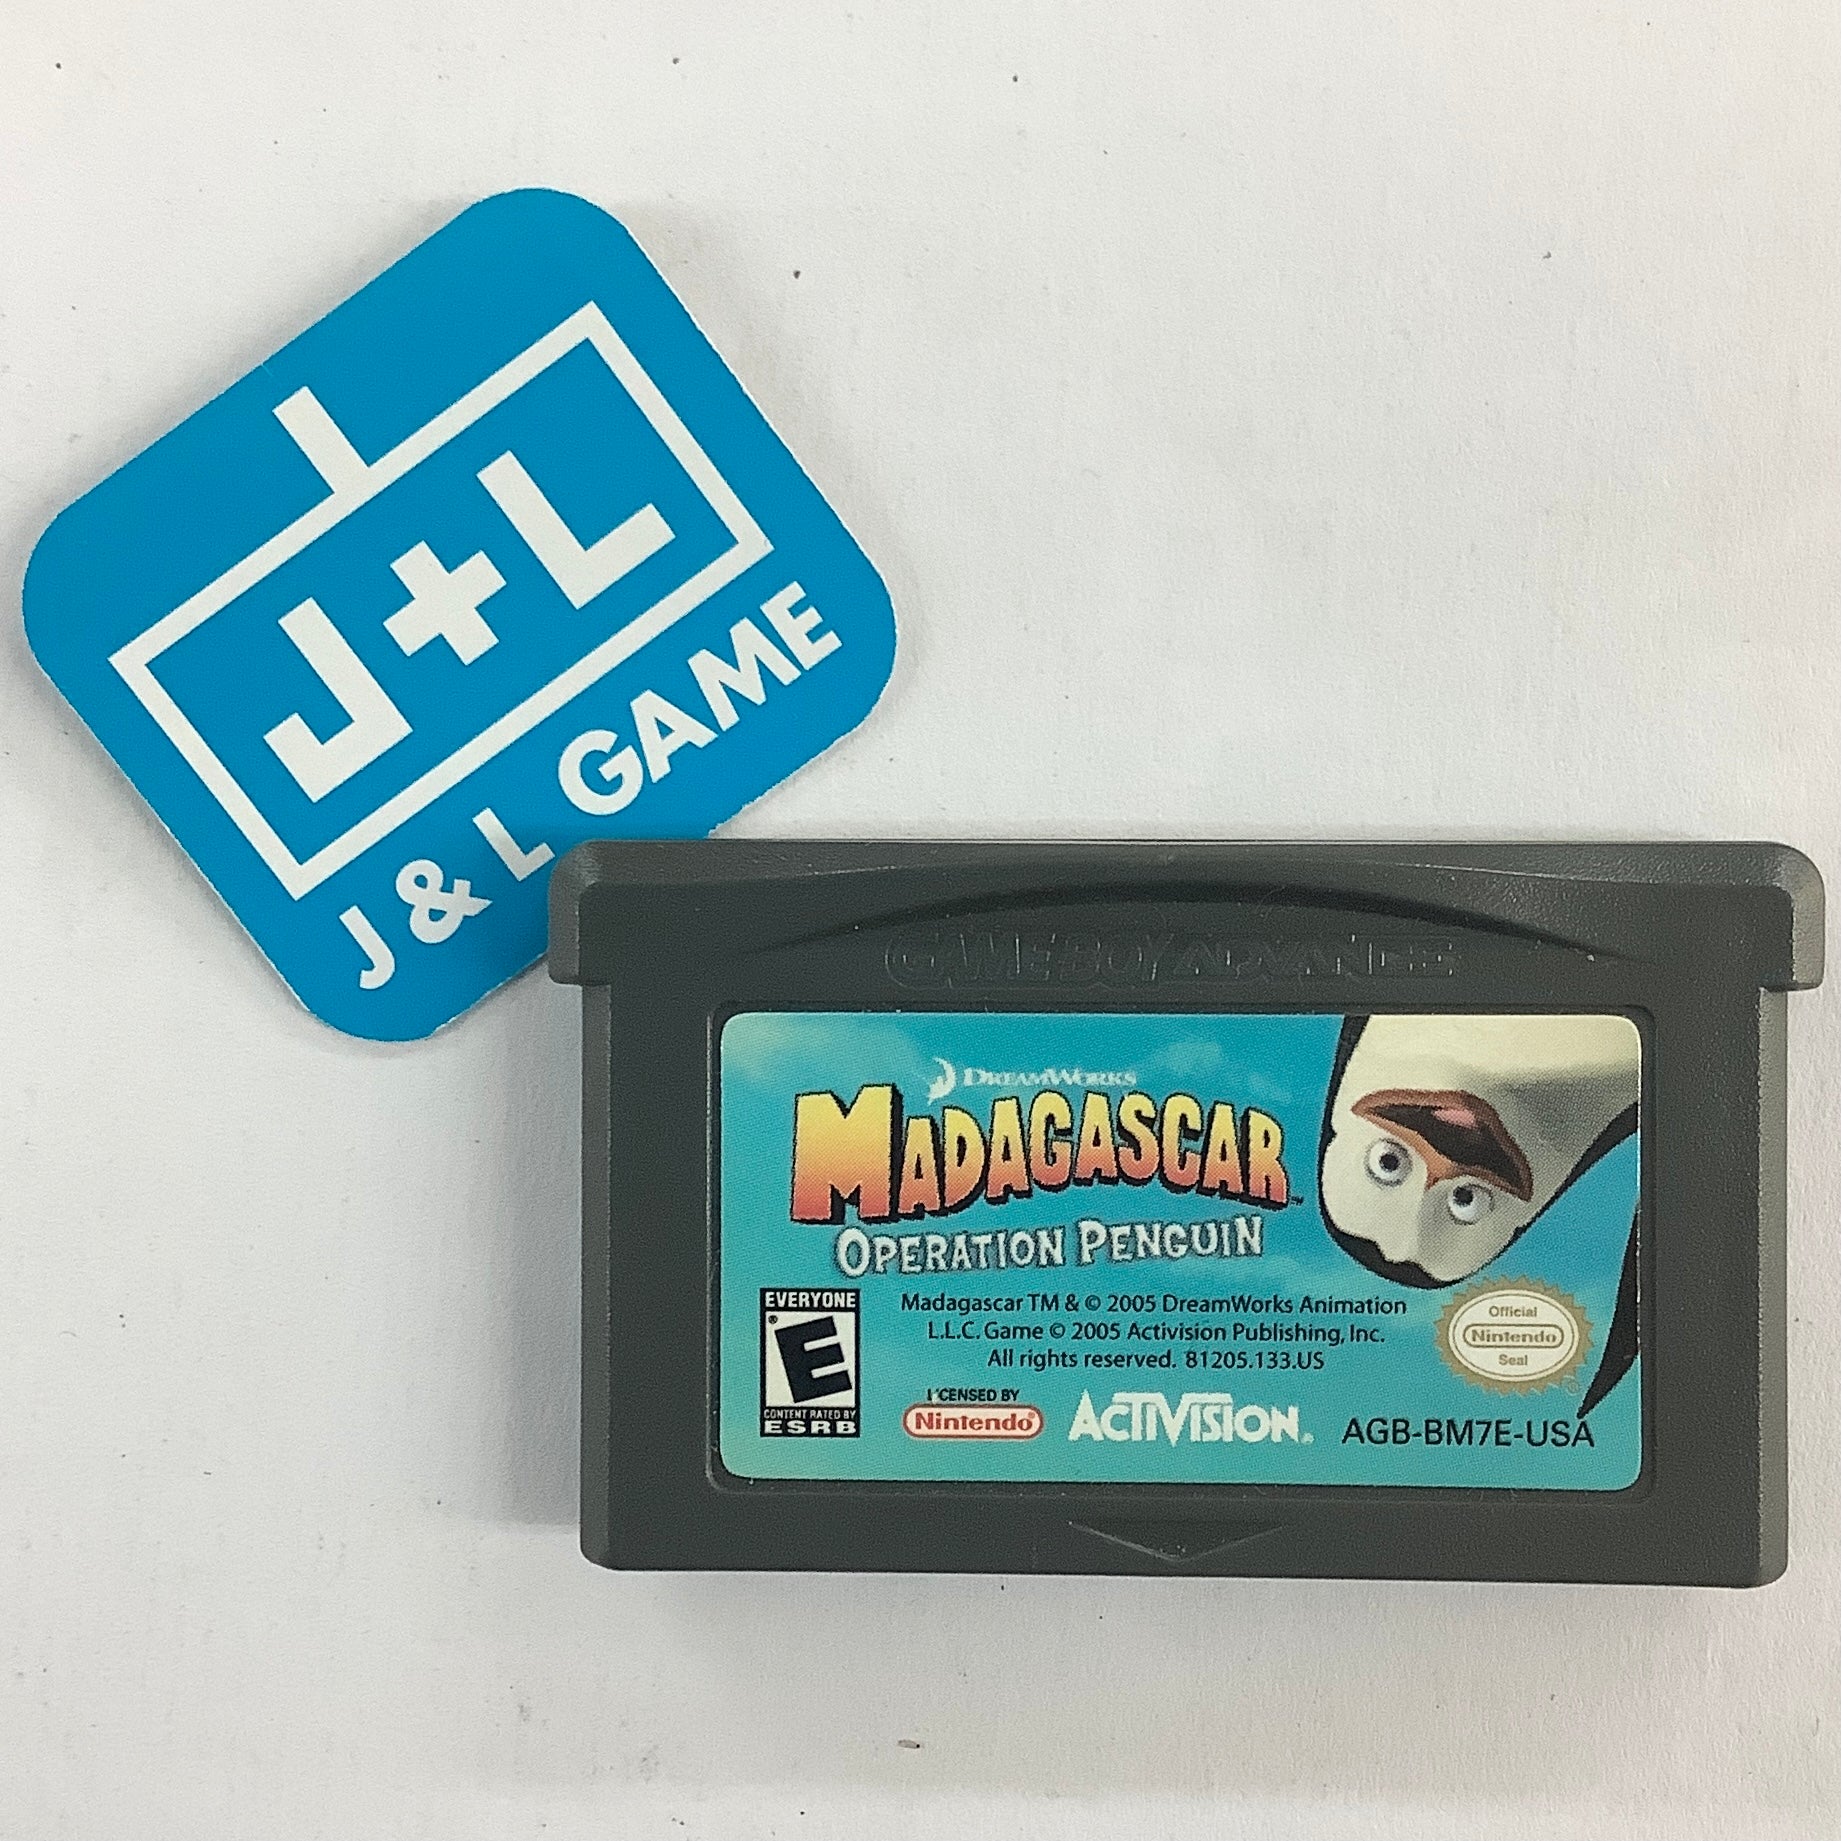 J+L
J & L GAME
GAME BOY ADVANCE
DREAMWORKS
MADAGASCAR™
OPERATION PENGUIN
EVERYONE
E®
CONTENT RATED BY
ESRB
Madagascar TM & © 2005 DreamWorks Animation
L.L.C. Game © 2005 Activision Publishing, Inc.
All rights reserved. 81205.133.US
Official
Nintendo
Seal
LICENSED BY
Nintendo®
ACTIVISION®
AGB-BM7E-USA